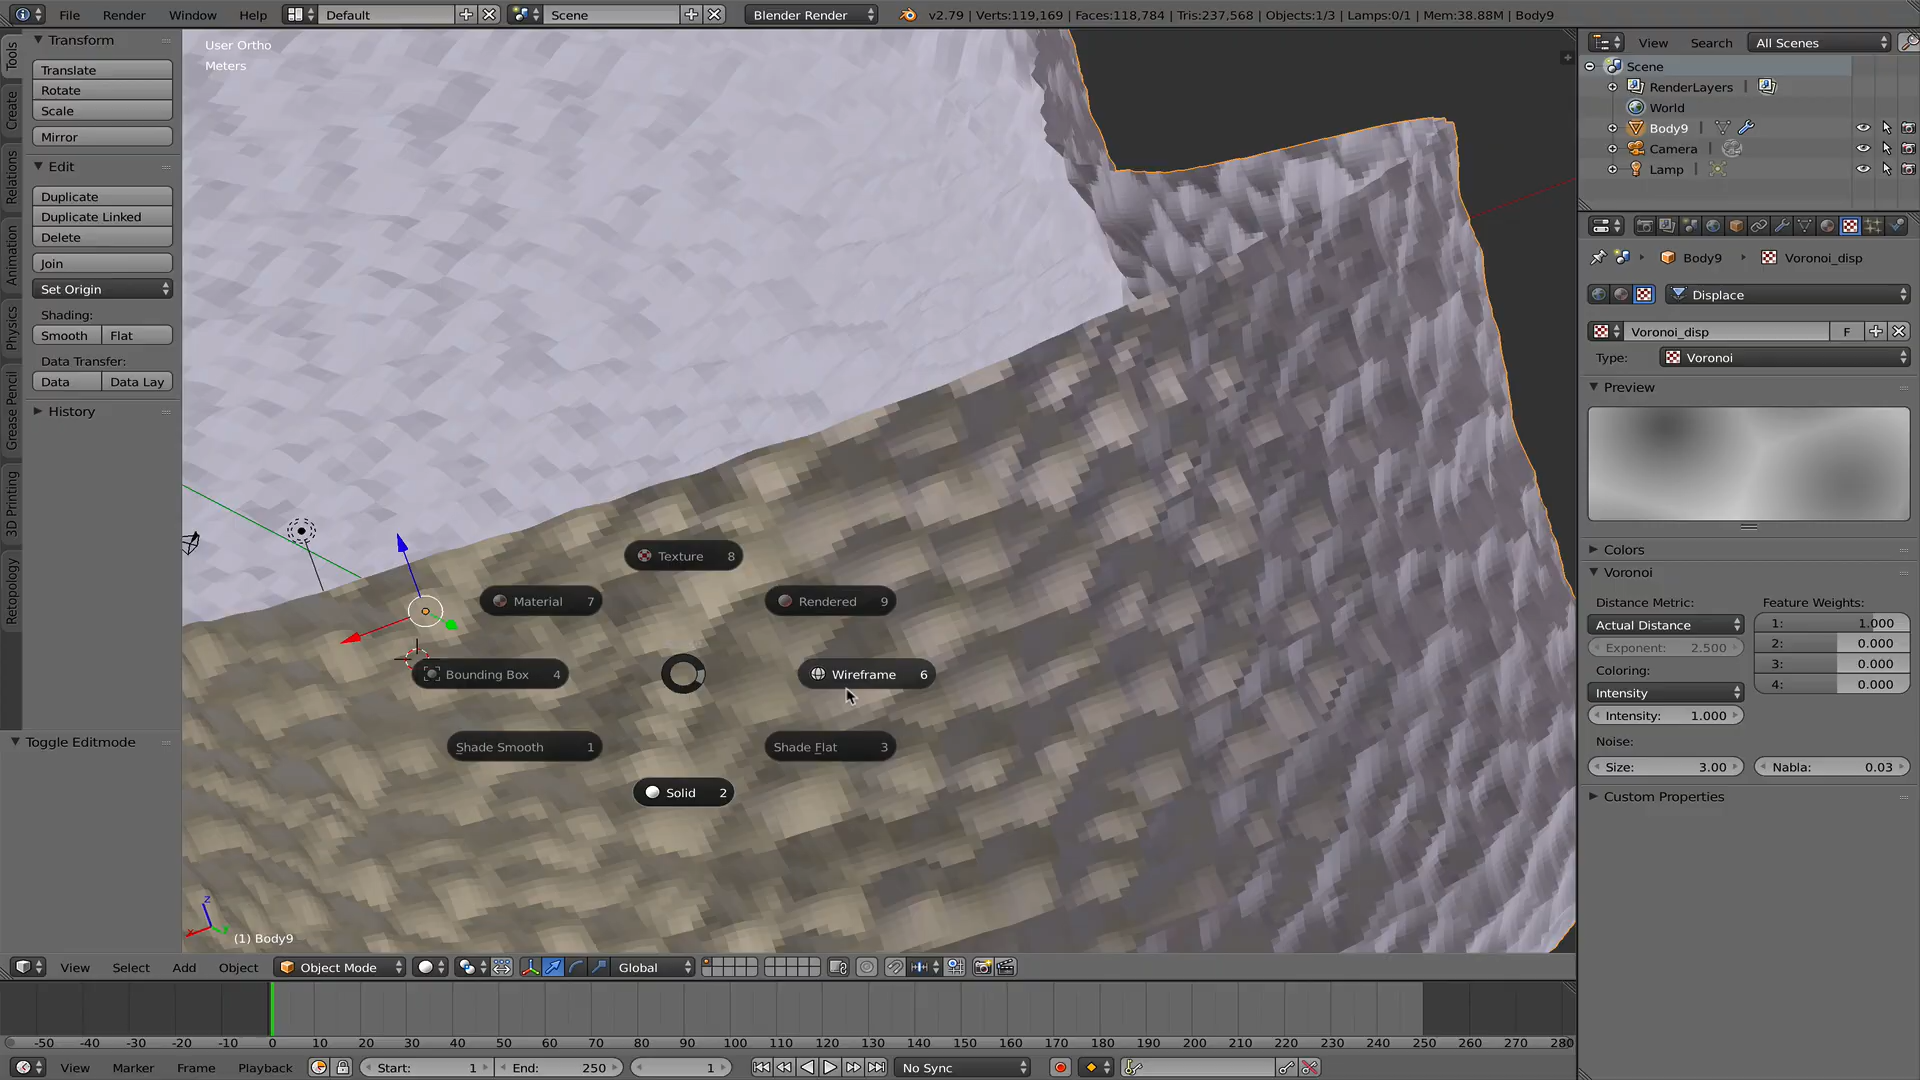 File Render Window Help Default Scene Blender Render v2.79 | Verts:119,169 | Faces:118,784 | Tris:237,568 | Objects:1/3 | Lamps:0/1 | Mem:38.88M | Body9
Tools
Create
Relations
Animation
Physics
Grease Pencil
3D Printing
Retopology
Transform
Translate
Rotate
Scale
Mirror
Edit
Duplicate
Duplicate Linked
Delete
Join
Set Origin
Shading:
Smooth Flat
Data Transfer:
Data Data Lay
History
Toggle Editmode
User Ortho
Meters
Texture 8
Material 7
Rendered 9
Bounding Box 4
Wireframe 6
Shade Smooth 1
Shade Flat 3
Solid 2
z
x
y
(1) Body9
View Select Add Object Object Mode Global
-50 -40 -30 -20 -10 0 10 20 30 40 50 60 70 80 90 100 110 120 130 140 150 160 170 180 190 200 210 220 230 240 250 260 270 280
View Marker Frame Playback Start: 1 End: 250 1 No Sync
View Search All Scenes
Scene
RenderLayers |
World
Body9 |
Camera |
Lamp |
Body9 Voronoi_disp
Displace
Voronoi_disp F
Type: Voronoi
Preview
Colors
Voronoi
Distance Metric: Feature Weights:
Actual Distance 1: 1.000
Exponent: 2.500 2: 0.000
Coloring: 3: 0.000
Intensity 4: 0.000
Intensity: 1.000
Noise:
Size: 3.00 Nabla: 0.03
Custom Properties